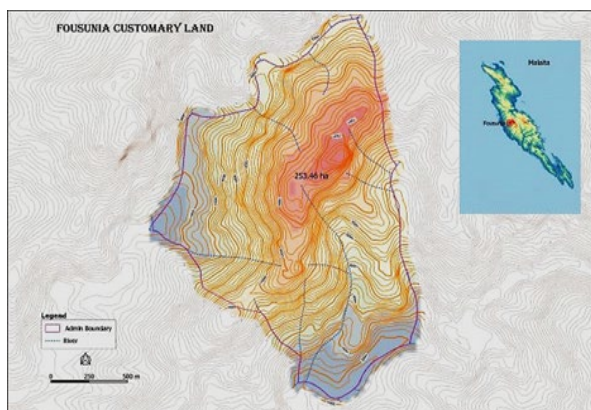 FOUSUNIA CUSTOMARY LAND
Malaita
Fousunia
253.46 ha
Legend
Admin Boundary
River
0 250 500 m